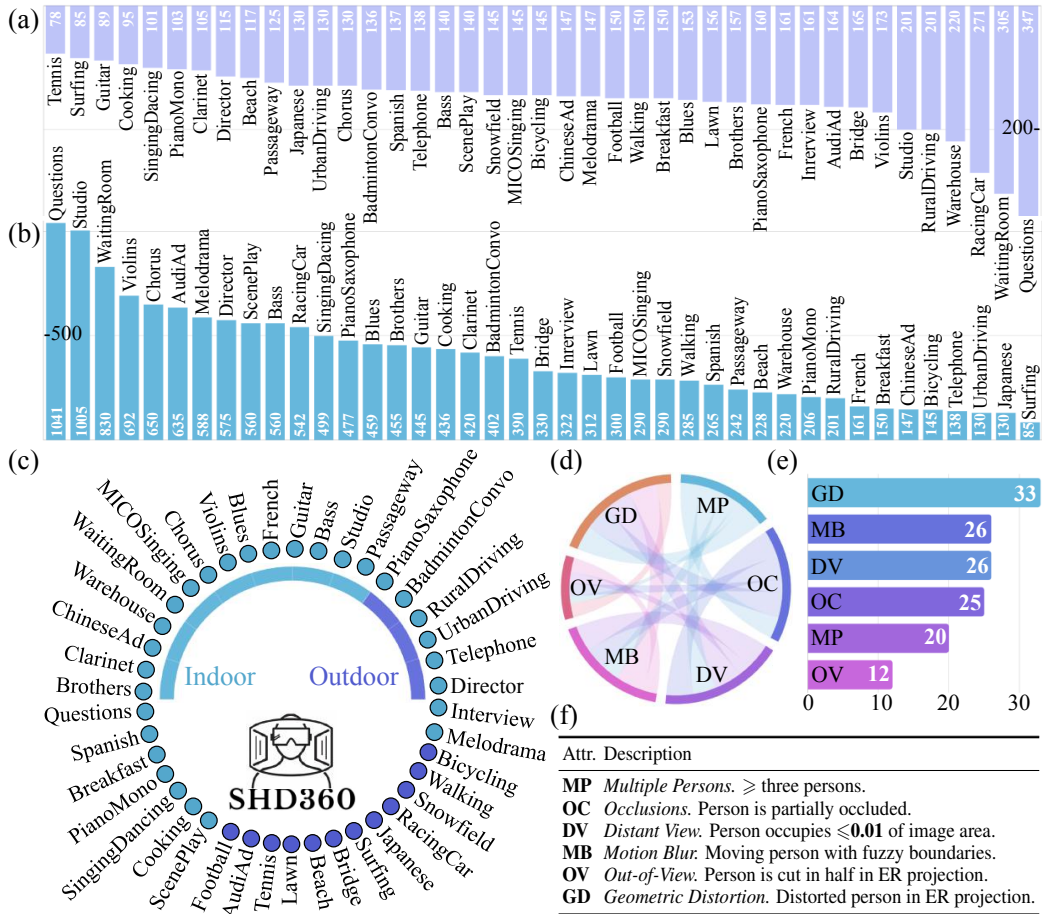 (a)
78 85 89 95 101 103 105 115 117 125 130 130 130 136 137 138 140 140 145 145 145 147 147 150 150 150 153 156 157 160 161 161 164 165 173 201 201 220 271 305 347
Tennis
Surfing
Guitar
Cooking
SingingDacing
PianoMono
Clarinet
Director
Beach
Passageway
Japanese
UrbanDriving
Chorus
BadmintonConvo
Spanish
Telephone
Bass
ScenePlay
Snowfield
MICOSinging
Bicycling
ChineseAd
Melodrama
Football
Walking
Breakfast
Blues
Lawn
Brothers
PianoSaxophone
French
Inrerview
AudiAd
Bridge
Violins
Studio
RuralDriving
Warehouse
RacingCar
WaitingRoom
Questions
200-
(b)
Questions
Studio
WaitingRoom
Violins
Chorus
AudiAd
Melodrama
Director
ScenePlay
Bass
RacingCar
SingingDacing
PianoSaxophone
Blues
Brothers
Guitar
Cooking
Clarinet
BadmintonConvo
Tennis
Bridge
Inrerview
Lawn
Football
MICOSinging
Snowfield
Walking
Spanish
Passageway
Beach
Warehouse
PianoMono
RuralDriving
French
Breakfast
ChineseAd
Bicycling
Telephone
UrbanDriving
Japanese
Surfing
-500
1041 1005 830 692 650 635 588 575 560 560 542 499 477 459 455 445 436 420 402 390 330 322 312 300 290 290 285 265 242 228 220 206 201 161 150 147 145 138 130 130 85
(c)
Questions
Brothers
Clarinet
ChineseAd
Warehouse
WaitingRoom
MICOSinging
Chorus
Violins
Blues
French
Guitar
Bass
Studio
Passageway
PianoSaxophone
BadmintonConvo
RuralDriving
UrbanDriving
Telephone
Director
Interview
Melodrama
Bicycling
Walking
Snowfield
RacingCar
Japanese
Surfing
Bridge
Beach
Lawn
Tennis
AudiAd
Football
ScenePlay
Cooking
SingingDancing
PianoMono
Breakfast
Spanish
Indoor
Outdoor
SHD360
(d)
GD
MP
OV
OC
MB
DV
(e)
GD 33
MB 26
DV 26
OC 25
MP 20
OV 12
0 10 20 30
(f)
Attr. Description
MP Multiple Persons. ⩾ three persons.
OC Occlusions. Person is partially occluded.
DV Distant View. Person occupies ⩽0.01 of image area.
MB Motion Blur. Moving person with fuzzy boundaries.
OV Out-of-View. Person is cut in half in ER projection.
GD Geometric Distortion. Distorted person in ER projection.